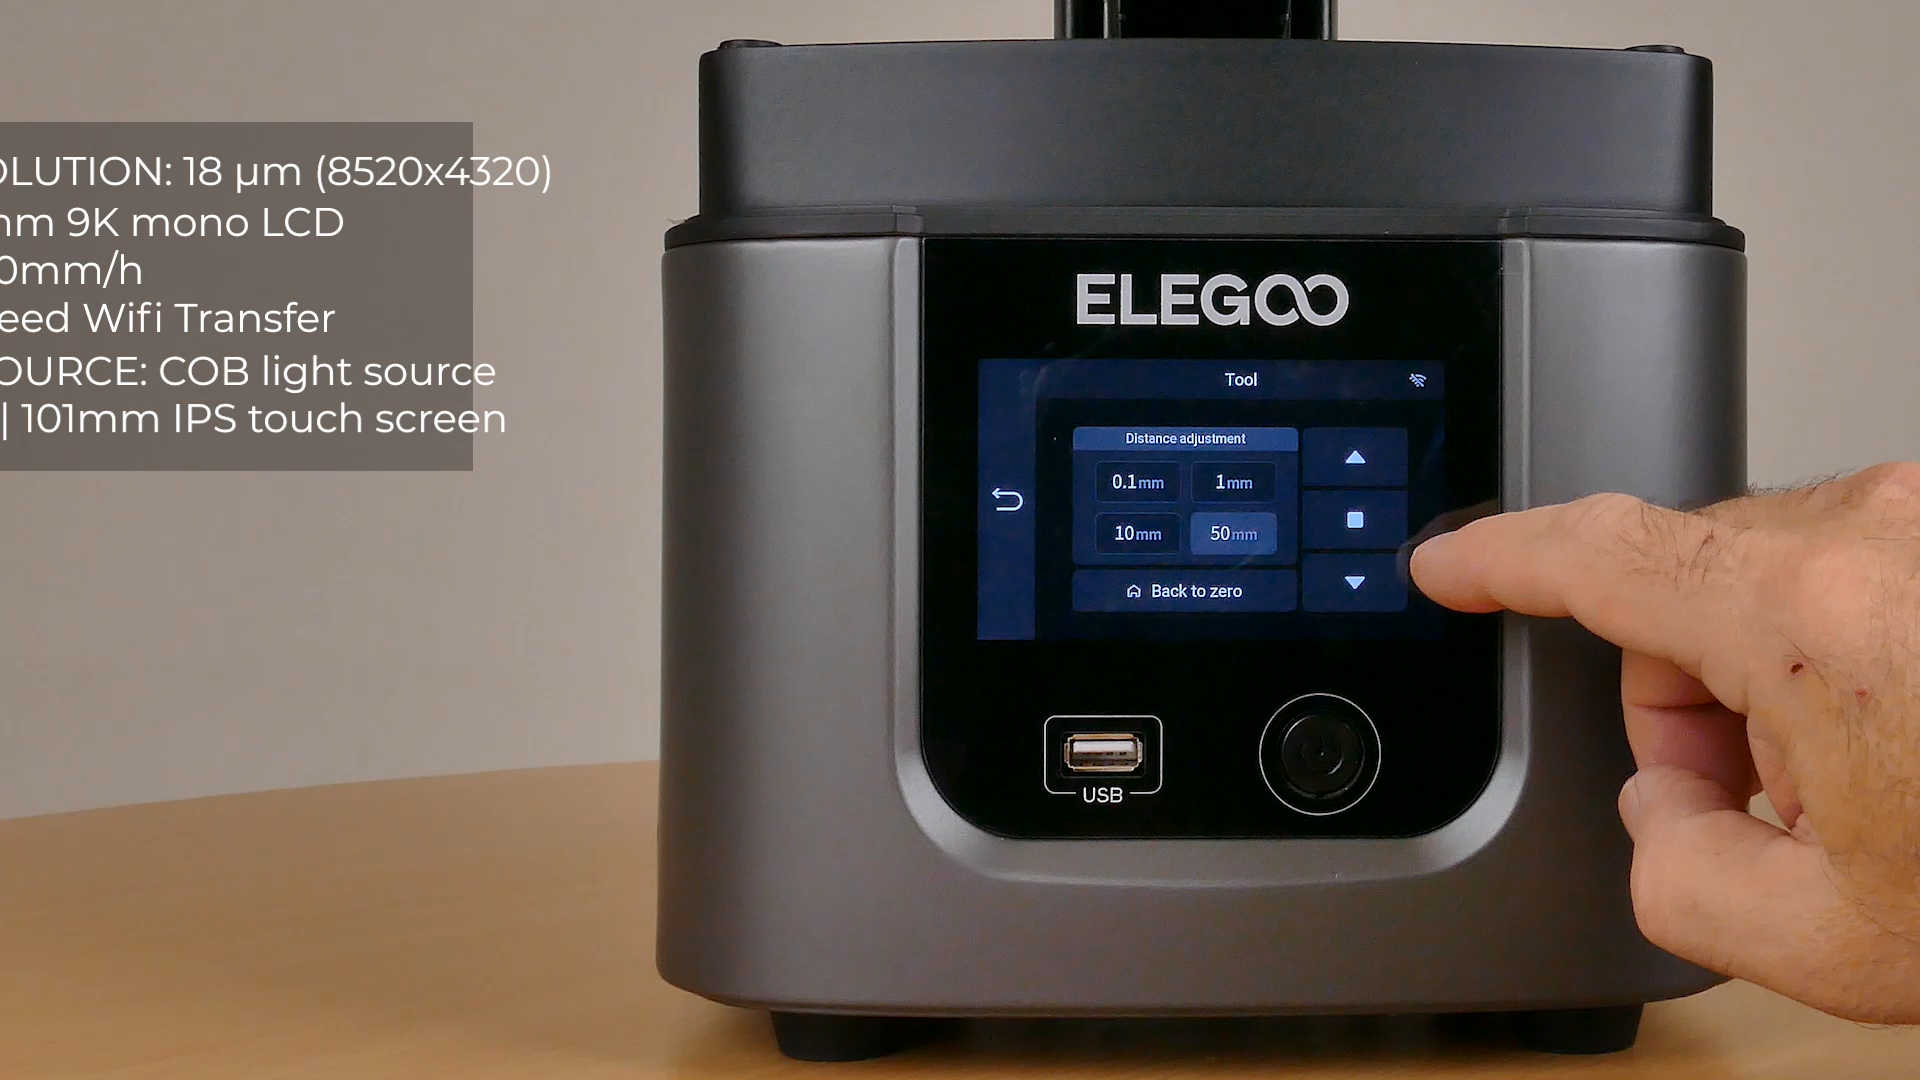 OLUTION: 18 µm (8520x4320)
nm 9K mono LCD
0mm/h
eed Wifi Transfer
OURCE: COB light source
| 101mm IPS touch screen
ELEGOO
Tool
Distance adjustment
0.1mm 1mm
10mm 50mm
Back to zero
USB